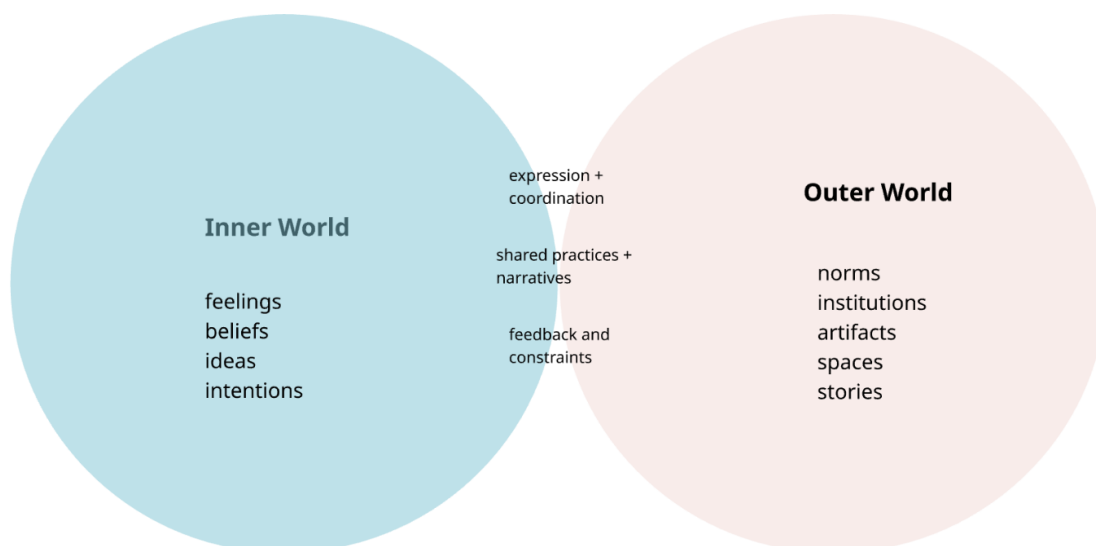 Inner World
feelings
beliefs
ideas
intentions
expression +
coordination
shared practices +
narratives
feedback and
constraints
Outer World
norms
institutions
artifacts
spaces
stories